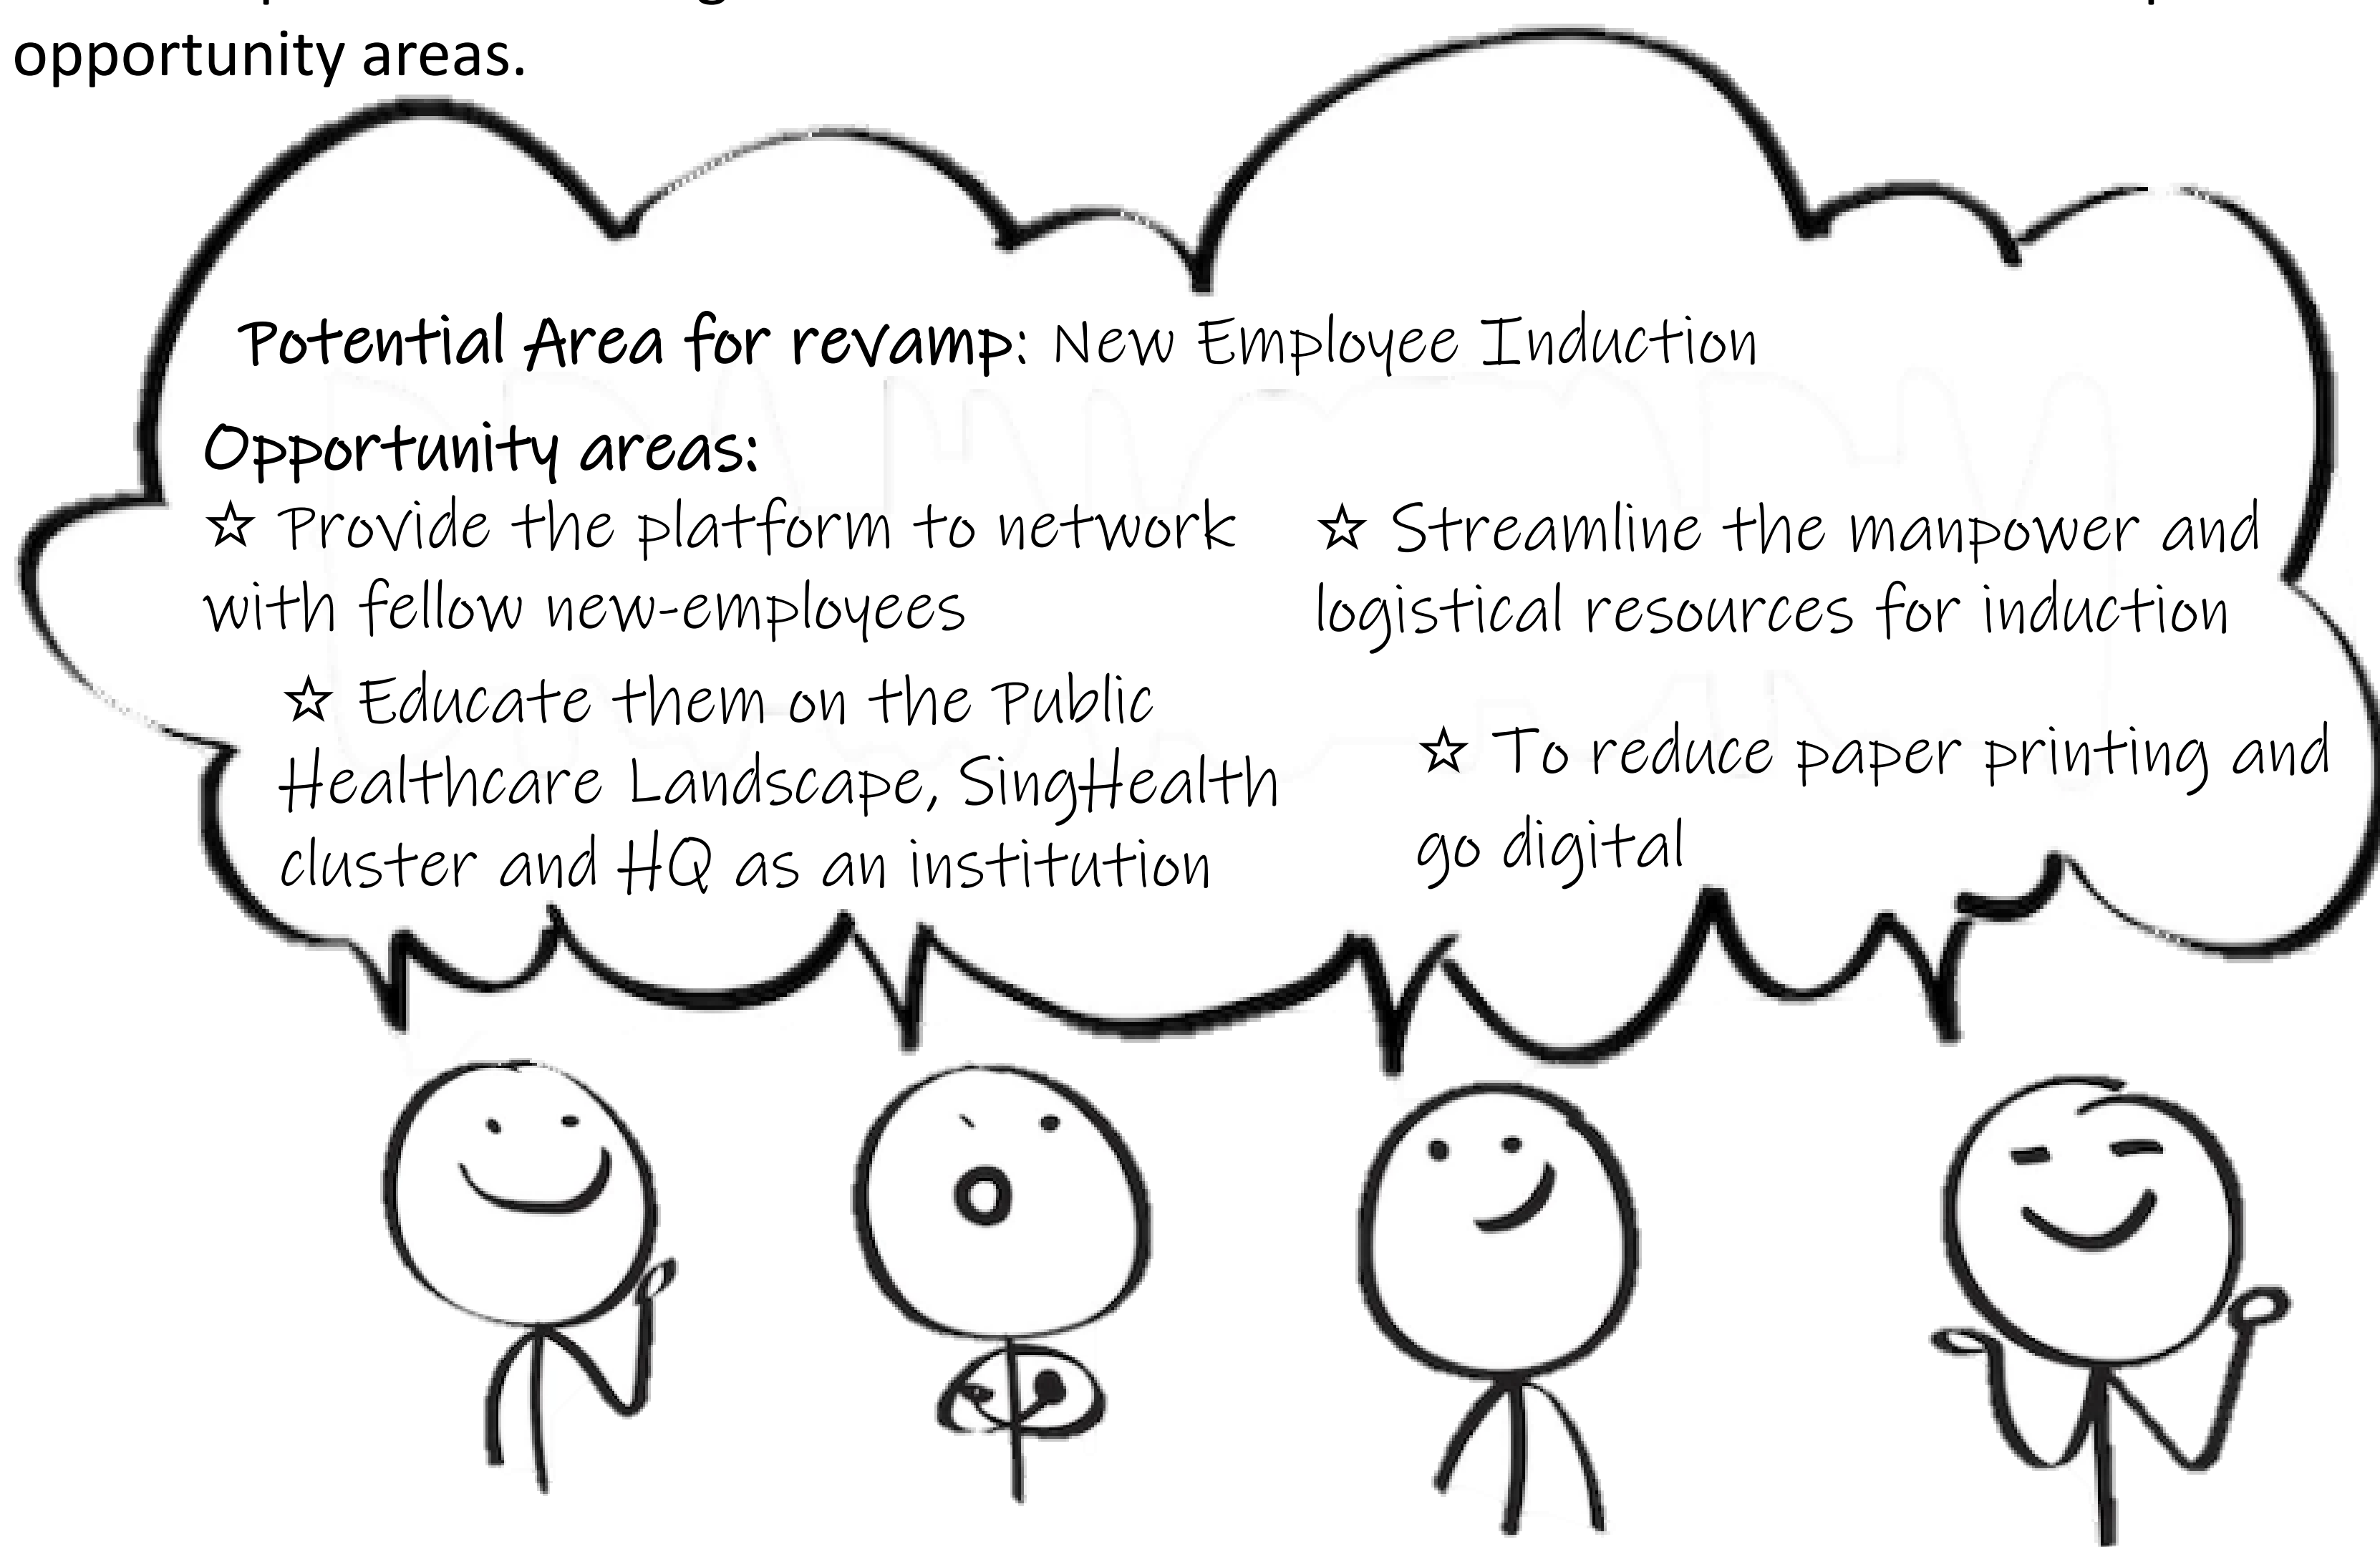 opportunity areas.
Potential Area for revamp: New Employee Induction
Opportunity areas:
☆ Provide the platform to network
with fellow new-employees
☆ Educate them on the Public
Healthcare Landscape, SingHealth
cluster and HQ as an institution
☆ Streamline the manpower and
logistical resources for induction
☆ To reduce paper printing and
go digital